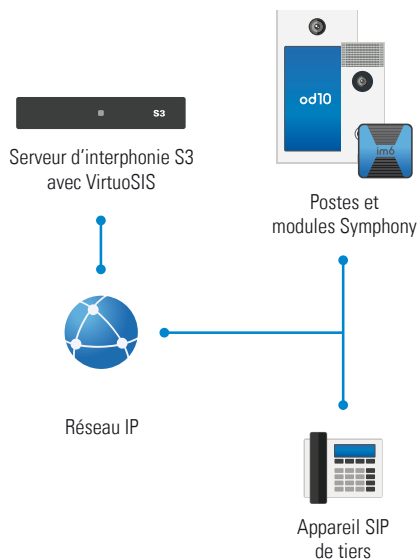 od10
S3
im6
Serveur d'interphonie S3
avec VirtuoSIS
Postes et
modules Symphony
Réseau IP
Appareil SIP
de tiers